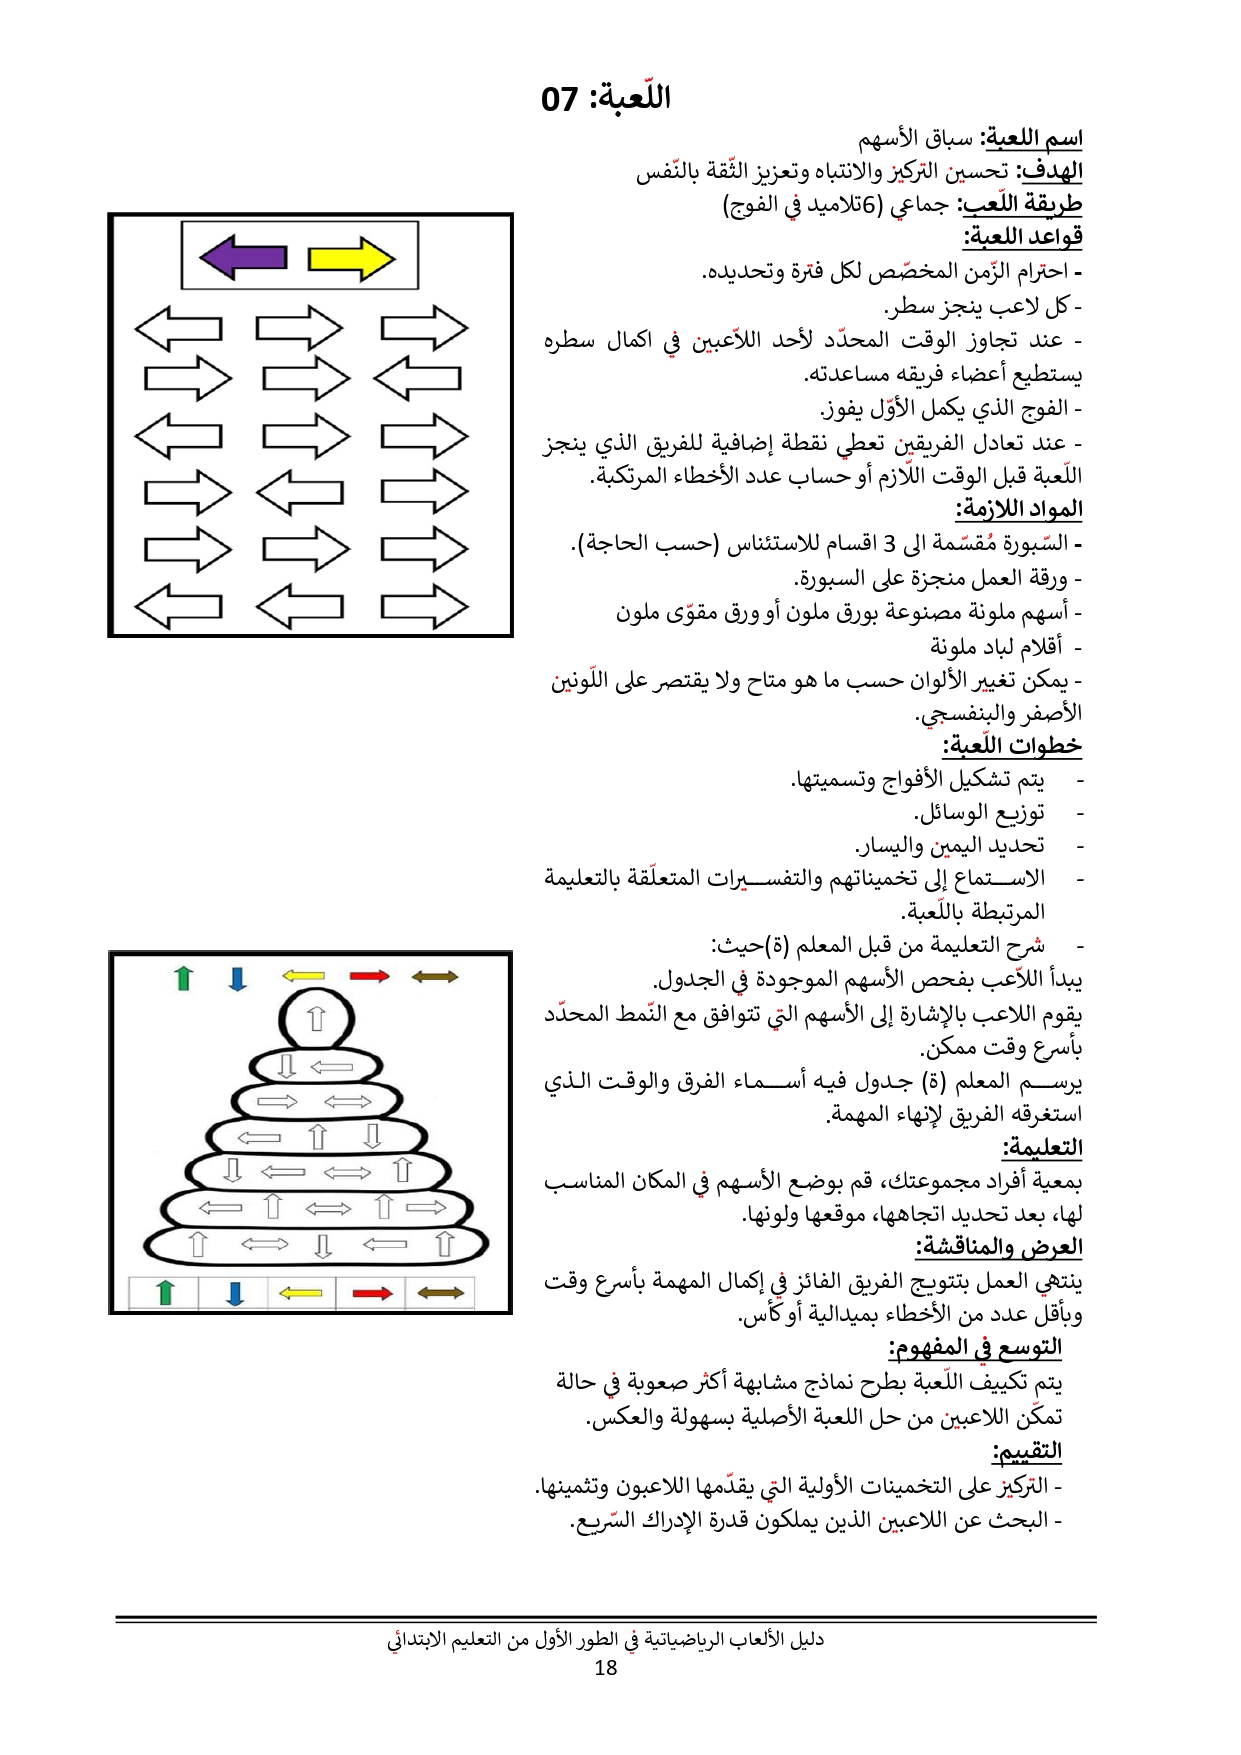 اللّعبة: 07
اسم اللعبة: سباق الأسهم
الهدف: تحسين التركيز والانتباه وتعزيز الثّقة بالنّفس
طريقة اللّعب: جماعي (6تلاميد في الفوج)
قواعد اللعبة:
- احترام الزّمن المخصّص لكل فترة وتحديده.
- كل لاعب ينجز سطر.
- عند تجاوز الوقت المحدّد لأحد اللاّعبين في اكمال سطره
يستطيع أعضاء فريقه مساعدته.
- الفوج الذي يكمل الأوّل يفوز.
- عند تعادل الفريقين تعطي نقطة إضافية للفريق الذي ينجز
اللّعبة قبل الوقت اللّازم أو حساب عدد الأخطاء المرتكبة.
المواد اللازمة:
- السّبورة مُقسّمة الى 3 اقسام للاستئناس (حسب الحاجة).
- ورقة العمل منجزة على السبورة.
- أسهم ملونة مصنوعة بورق ملون أو ورق مقوّى ملون
- أقلام لباد ملونة
- يمكن تغيير الألوان حسب ما هو متاح ولا يقتصر على اللّونين
الأصفر والبنفسجي.
خطوات اللّعبة:
- يتم تشكيل الأفواج وتسميتها.
- توزيع الوسائل.
- تحديد اليمين واليسار.
- الاستماع إلى تخميناتهم والتفسيرات المتعلّقة بالتعليمة
المرتبطة باللّعبة.
- شرح التعليمة من قبل المعلم (ة)حيث:
يبدأ اللاّعب بفحص الأسهم الموجودة في الجدول.
يقوم اللاعب بالإشارة إلى الأسهم التي تتوافق مع النّمط المحدّد
بأسرع وقت ممكن.
يرسم المعلم (ة) جدول فيه أسماء الفرق والوقت الذي
استغرقه الفريق لإنهاء المهمة.
التعليمة:
بمعية أفراد مجموعتك، قم بوضع الأسهم في المكان المناسب
لها، بعد تحديد اتجاهها، موقعها ولونها.
العرض والمناقشة:
ينتهي العمل بتتويج الفريق الفائز في إكمال المهمة بأسرع وقت
وبأقل عدد من الأخطاء بميدالية أو كأس.
التوسع في المفهوم:
يتم تكييف اللّعبة بطرح نماذج مشابهة أكثر صعوبة في حالة
تمكّن اللاعبين من حل اللعبة الأصلية بسهولة والعكس.
التقييم:
- التركيز على التخمينات الأولية التي يقدّمها اللاعبون وتثمينها.
- البحث عن اللاعبين الذين يملكون قدرة الإدراك السّريع.
دليل الألعاب الرياضياتية في الطور الأول من التعليم الابتدائي
18